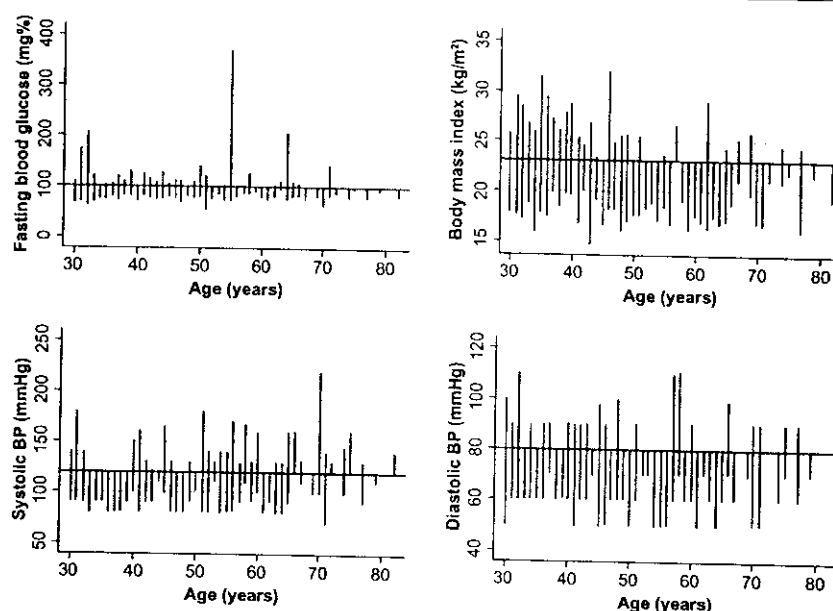 Fasting blood glucose (mg%)
400
300
200
100
0
30 40 50 60 70 80
Age (years)
Body mass index (kg/m²)
35
30
25
20
15
30 40 50 60 70 80
Age (years)
Systolic BP (mmHg)
250
200
150
100
50
30 40 50 60 70 80
Age (years)
Diastolic BP (mmHg)
120
100
80
60
40
30 40 50 60 70 80
Age (years)